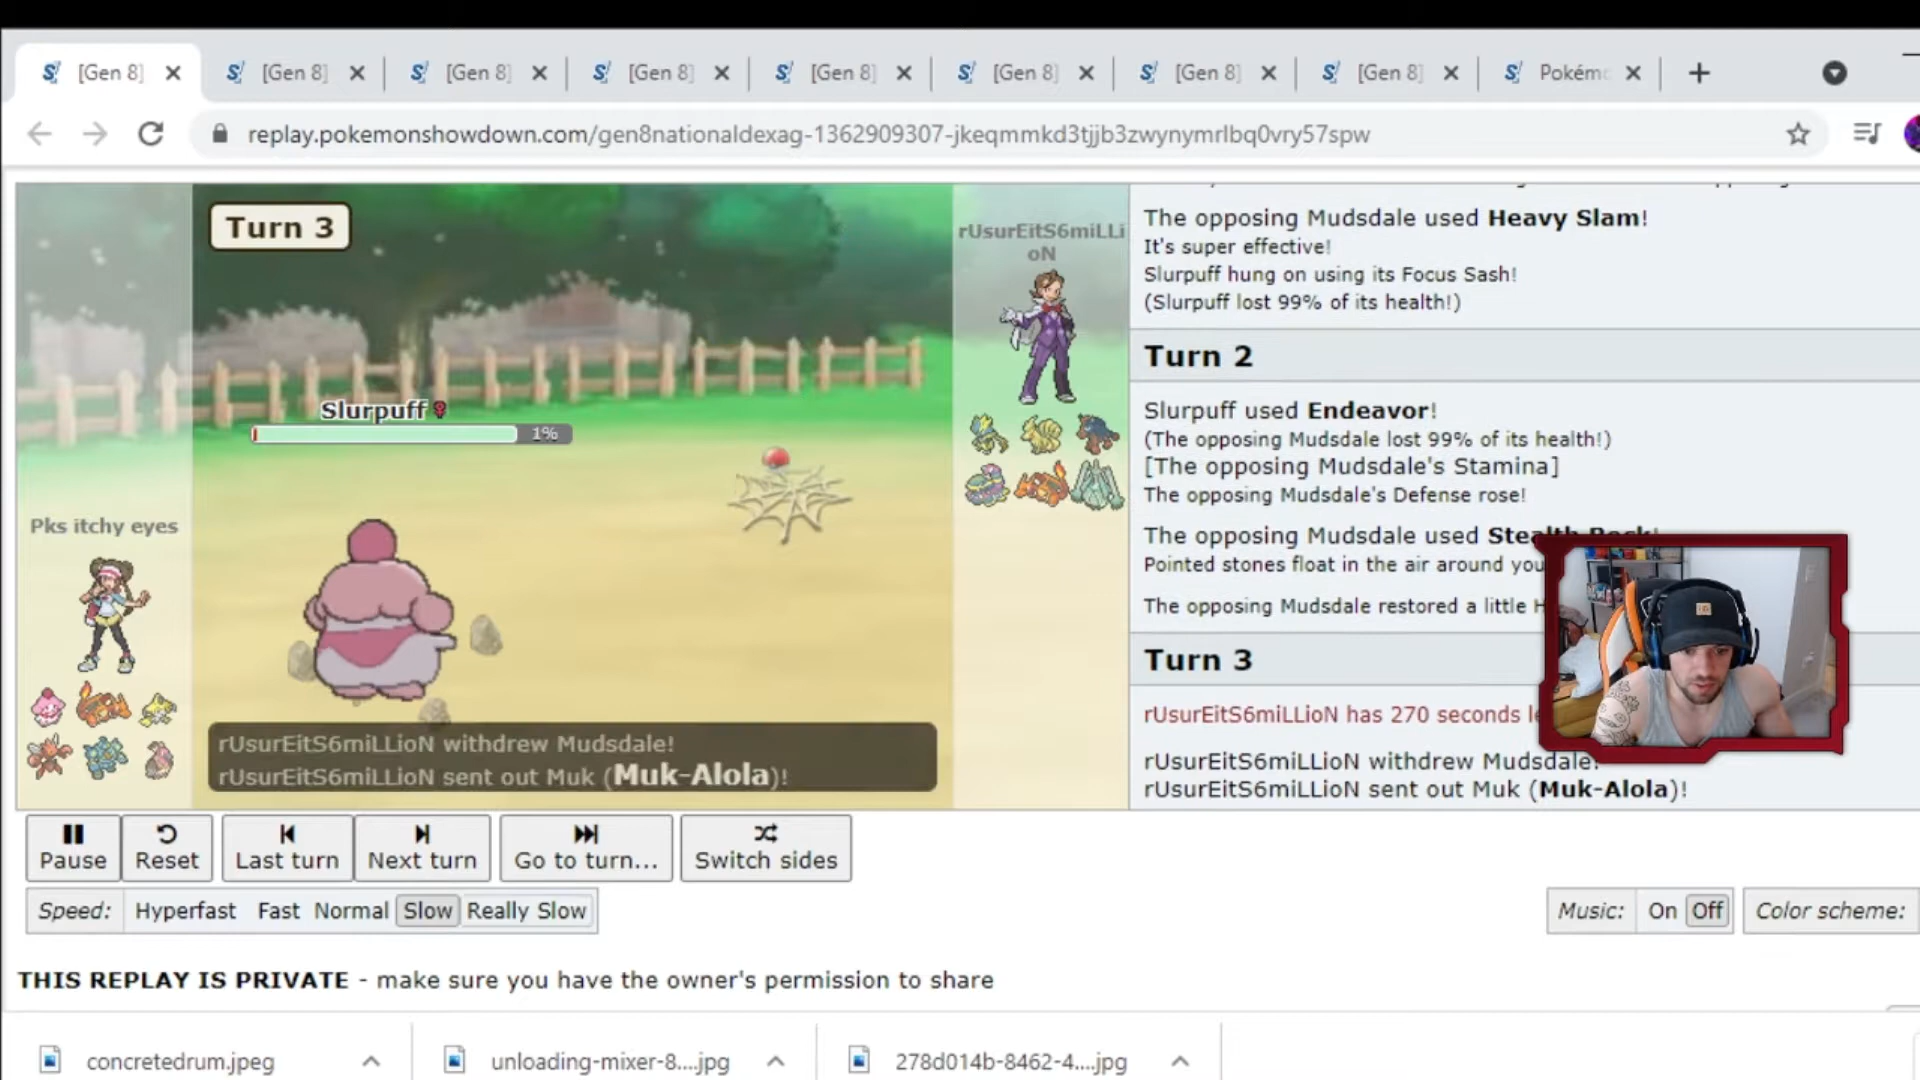 [Gen 8] [Gen 8] [Gen 8] [Gen 8] [Gen 8] [Gen 8] [Gen 8] [Gen 8] Pokém
replay.pokemonshowdown.com/gen8nationaldexag-1362909307-jkeqmmkd3tjjb3zwynymrlbq0vry57spw
Turn 3
rUsurEitS6miLLi
oN
Slurpuff
1%
Pks itchy eyes
rUsurEitS6miLLioN withdrew Mudsdale!
rUsurEitS6miLLioN sent out Muk (Muk-Alola)!
The opposing Mudsdale used Heavy Slam!
It's super effective!
Slurpuff hung on using its Focus Sash!
(Slurpuff lost 99% of its health!)
Turn 2
Slurpuff used Endeavor!
(The opposing Mudsdale lost 99% of its health!)
[The opposing Mudsdale's Stamina]
The opposing Mudsdale's Defense rose!
The opposing Mudsdale used Stealth Rock!
Pointed stones float in the air around you
The opposing Mudsdale restored a little H
Turn 3
rUsurEitS6miLLioN has 270 seconds le
rUsurEitS6miLLioN withdrew Mudsdale!
rUsurEitS6miLLioN sent out Muk (Muk-Alola)!
Pause Reset Last turn Next turn Go to turn... Switch sides
Speed: Hyperfast Fast Normal Slow Really Slow
Music: On Off Color scheme:
THIS REPLAY IS PRIVATE - make sure you have the owner's permission to share
concretedrum.jpeg unloading-mixer-8....jpg 278d014b-8462-4....jpg